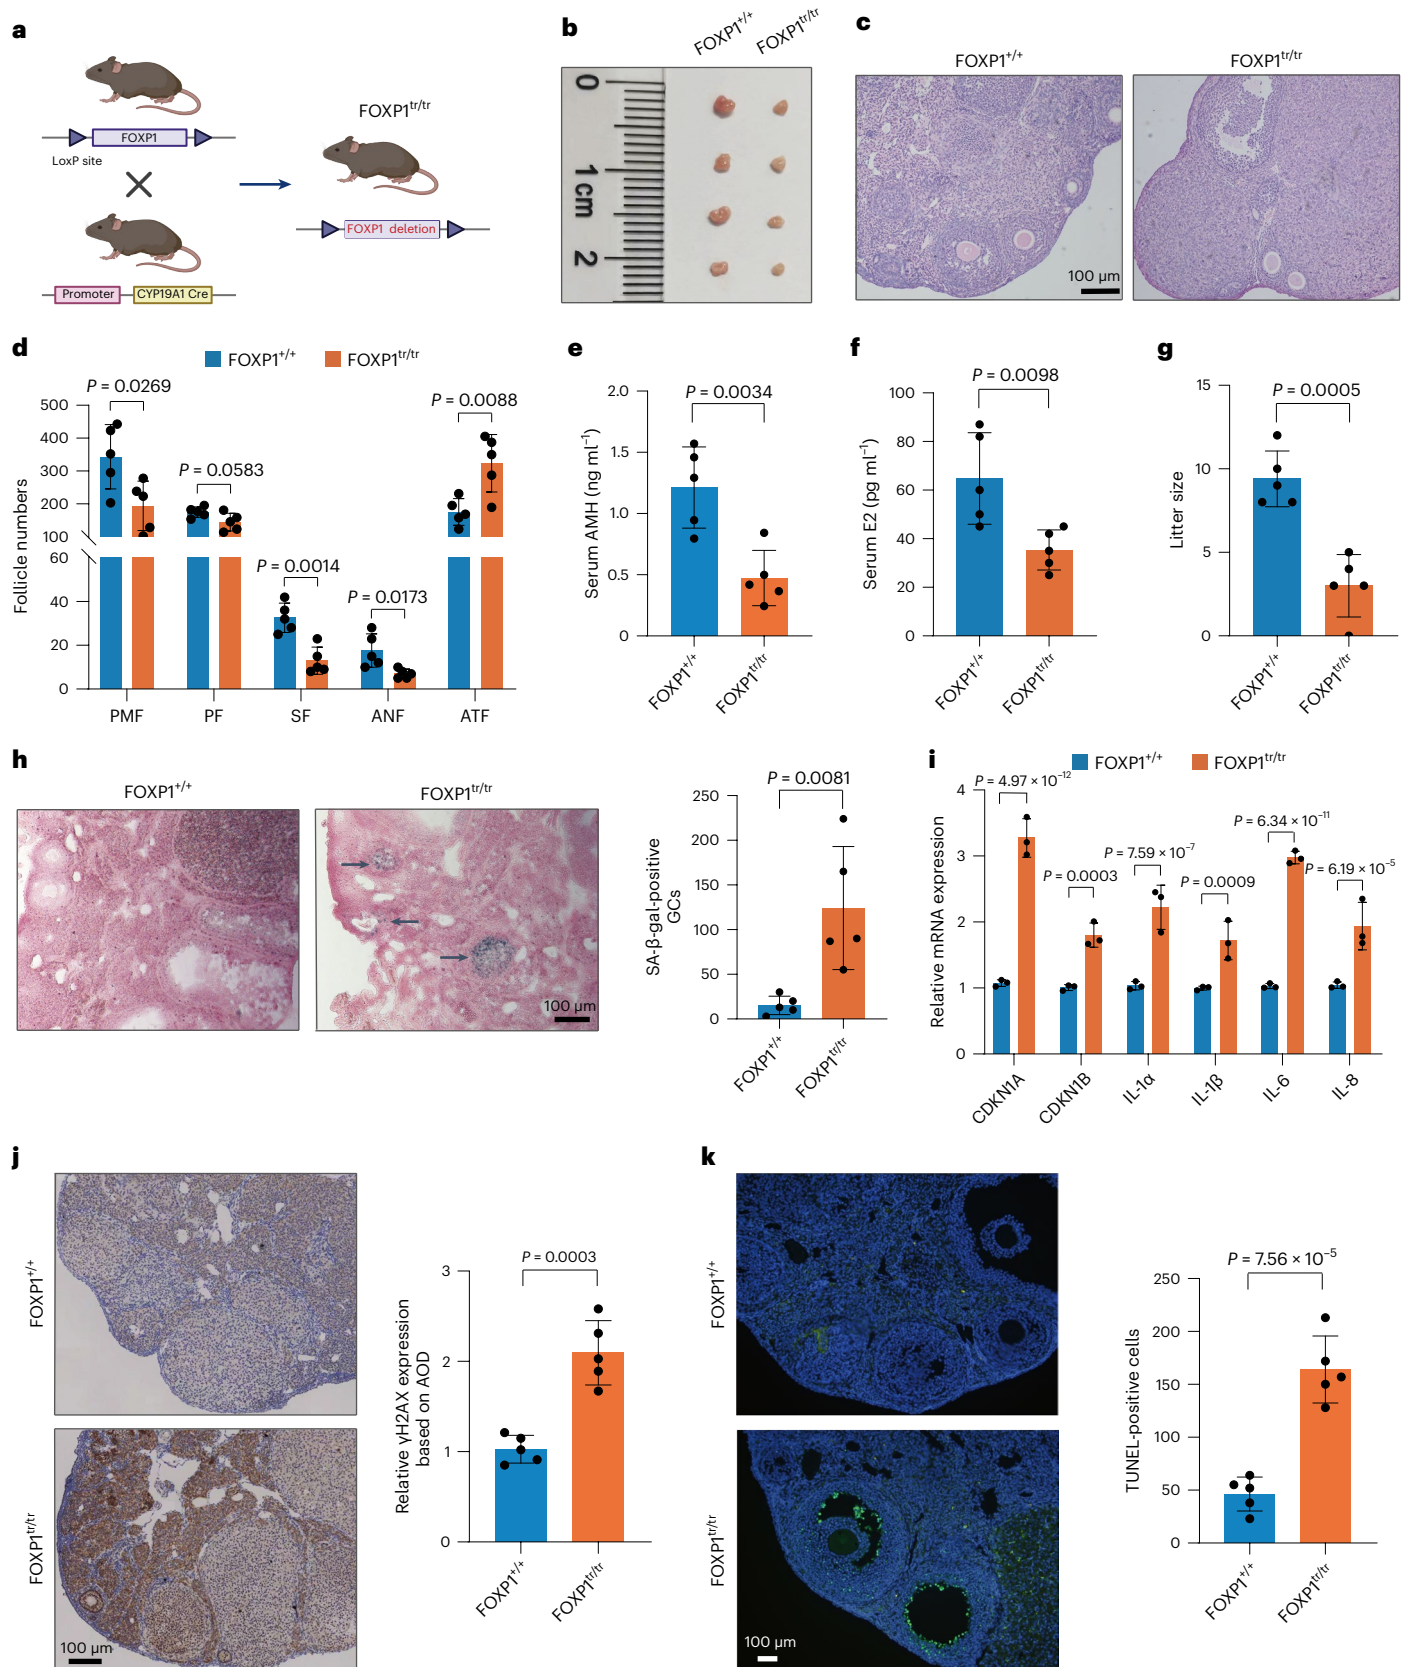 a
FOXP1
LoxP site
Promoter
CYP19A1 Cre
FOXP1tr/tr
FOXP1 deletion
b
FOXP1+/+
FOXP1tr/tr
0
1 cm
2
c
FOXP1+/+
FOXP1tr/tr
100 µm
d
FOXP1+/+
FOXP1tr/tr
Follicle numbers
500
400
300
200
100
60
40
20
0
P = 0.0269
P = 0.0583
P = 0.0014
P = 0.0173
P = 0.0088
PMF
PF
SF
ANF
ATF
e
Serum AMH (ng ml−1)
2.0
1.5
1.0
0.5
0
P = 0.0034
FOXP1+/+
FOXP1tr/tr
f
Serum E2 (pg ml−1)
100
80
60
40
20
0
P = 0.0098
FOXP1+/+
FOXP1tr/tr
g
Litter size
15
10
5
0
P = 0.0005
FOXP1+/+
FOXP1tr/tr
h
FOXP1+/+
FOXP1tr/tr
100 µm
SA-β-gal-positive
GCs
250
200
150
100
50
0
P = 0.0081
FOXP1+/+
FOXP1tr/tr
i
FOXP1+/+
FOXP1tr/tr
Relative mRNA expression
4
3
2
1
0
P = 4.97 × 10−12
P = 0.0003
P = 7.59 × 10−7
P = 0.0009
P = 6.34 × 10−11
P = 6.19 × 10−5
CDKN1A
CDKN1B
IL-1α
IL-1β
IL-6
IL-8
j
FOXP1+/+
FOXP1tr/tr
100 µm
Relative γH2AX expression
based on AOD
3
2
1
0
P = 0.0003
FOXP1+/+
FOXP1tr/tr
k
FOXP1+/+
FOXP1tr/tr
100 µm
TUNEL-positive cells
250
200
150
100
50
0
P = 7.56 × 10−5
FOXP1+/+
FOXP1tr/tr